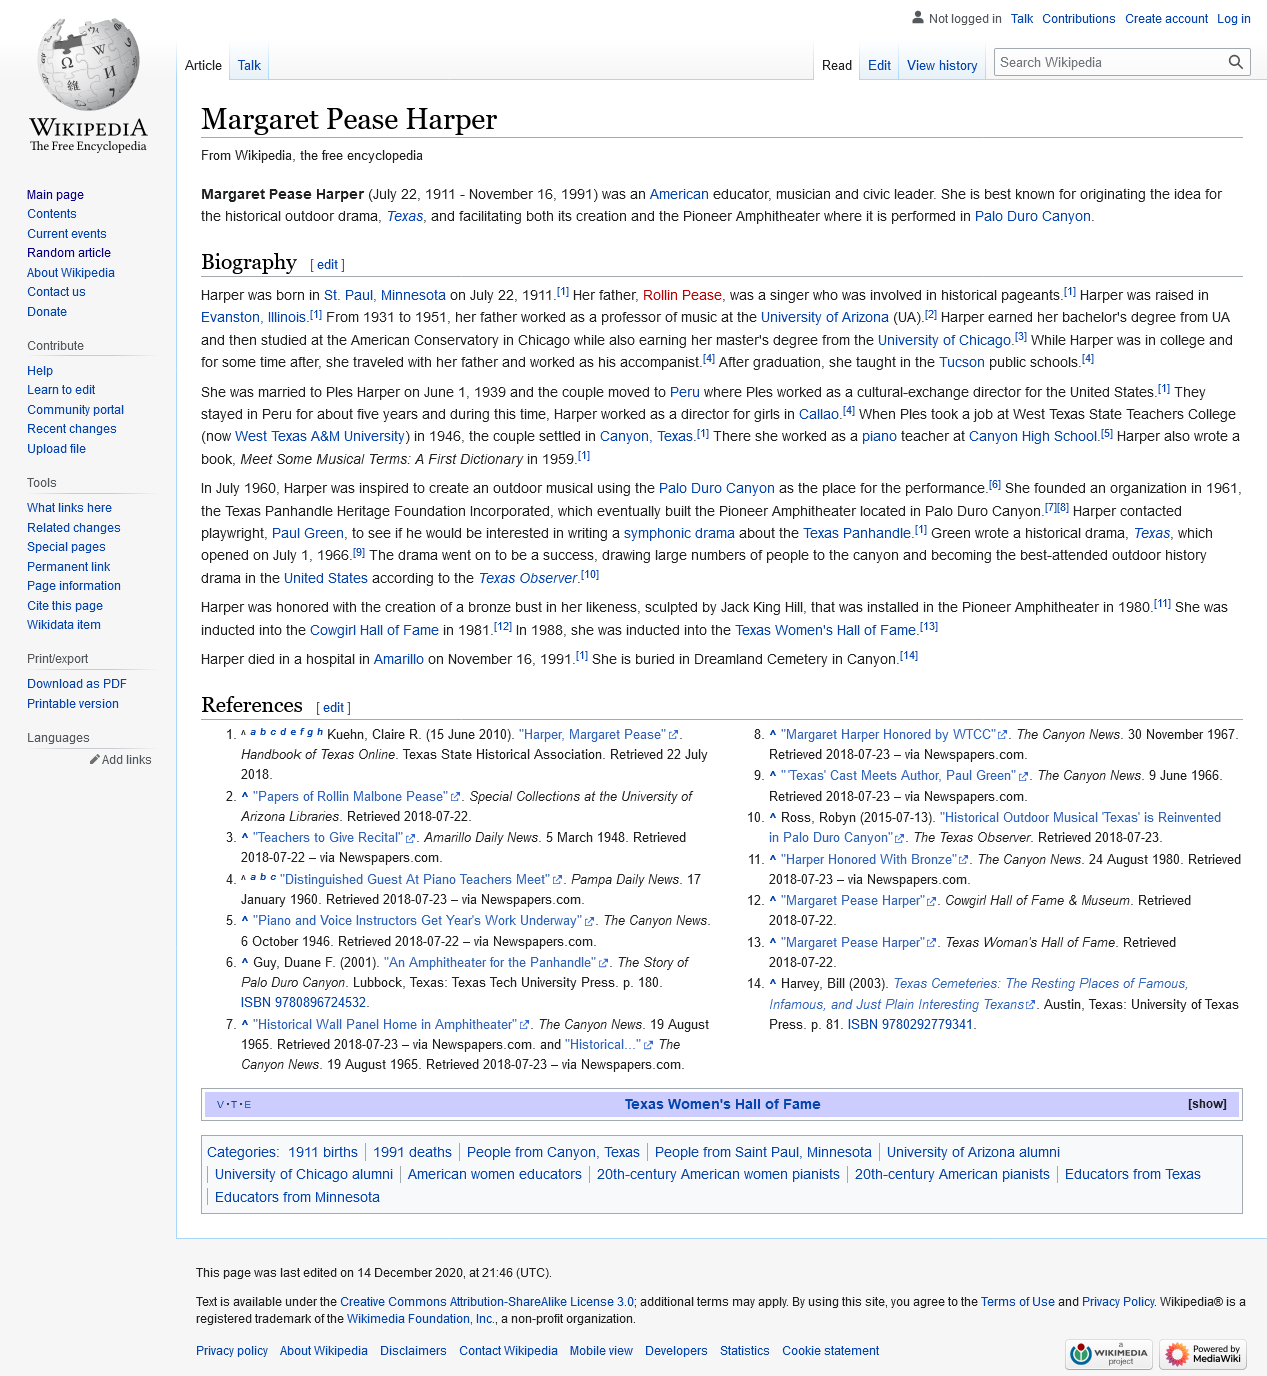 Not logged in Talk Contributions Create account Log in
Article Talk Read Edit View history Search Wikipedia
WIKIPEDIA
The Free Encyclopedia
Main page
Contents
Current events
Random article
About Wikipedia
Contact us
Donate
Contribute
Help
Learn to edit
Community portal
Recent changes
Upload file
Tools
What links here
Related changes
Special pages
Permanent link
Page information
Cite this page
Wikidata item
Print/export
Download as PDF
Printable version
Languages
Add links
Margaret Pease Harper
From Wikipedia, the free encyclopedia
Margaret Pease Harper (July 22, 1911 - November 16, 1991) was an American educator, musician and civic leader. She is best known for originating the idea for
the historical outdoor drama, Texas, and facilitating both its creation and the Pioneer Amphitheater where it is performed in Palo Duro Canyon.
Biography [ edit ]
Harper was born in St. Paul, Minnesota on July 22, 1911.[1] Her father, Rollin Pease, was a singer who was involved in historical pageants.[1] Harper was raised in
Evanston, Illinois.[1] From 1931 to 1951, her father worked as a professor of music at the University of Arizona (UA).[2] Harper earned her bachelor's degree from UA
and then studied at the American Conservatory in Chicago while also earning her master's degree from the University of Chicago.[3] While Harper was in college and
for some time after, she traveled with her father and worked as his accompanist.[4] After graduation, she taught in the Tucson public schools.[4]
She was married to Ples Harper on June 1, 1939 and the couple moved to Peru where Ples worked as a cultural-exchange director for the United States.[1] They
stayed in Peru for about five years and during this time, Harper worked as a director for girls in Callao.[4] When Ples took a job at West Texas State Teachers College
(now West Texas A&M University) in 1946, the couple settled in Canyon, Texas.[1] There she worked as a piano teacher at Canyon High School.[5] Harper also wrote a
book, Meet Some Musical Terms: A First Dictionary in 1959.[1]
In July 1960, Harper was inspired to create an outdoor musical using the Palo Duro Canyon as the place for the performance.[6] She founded an organization in 1961,
the Texas Panhandle Heritage Foundation Incorporated, which eventually built the Pioneer Amphitheater located in Palo Duro Canyon.[7][8] Harper contacted
playwright, Paul Green, to see if he would be interested in writing a symphonic drama about the Texas Panhandle.[1] Green wrote a historical drama, Texas, which
opened on July 1, 1966.[9] The drama went on to be a success, drawing large numbers of people to the canyon and becoming the best-attended outdoor history
drama in the United States according to the Texas Observer.[10]
Harper was honored with the creation of a bronze bust in her likeness, sculpted by Jack King Hill, that was installed in the Pioneer Amphitheater in 1980.[11] She was
inducted into the Cowgirl Hall of Fame in 1981.[12] In 1988, she was inducted into the Texas Women's Hall of Fame.[13]
Harper died in a hospital in Amarillo on November 16, 1991.[1] She is buried in Dreamland Cemetery in Canyon.[14]
References [ edit ]
1. ^ a b c d e f g h Kuehn, Claire R. (15 June 2010). "Harper, Margaret Pease".
Handbook of Texas Online. Texas State Historical Association. Retrieved 22 July
2018.
2. ^ "Papers of Rollin Malbone Pease". Special Collections at the University of
Arizona Libraries. Retrieved 2018-07-22.
3. ^ "Teachers to Give Recital". Amarillo Daily News. 5 March 1948. Retrieved
2018-07-22 – via Newspapers.com.
4. ^ a b c "Distinguished Guest At Piano Teachers Meet". Pampa Daily News. 17
January 1960. Retrieved 2018-07-23 – via Newspapers.com.
5. ^ "Piano and Voice Instructors Get Year's Work Underway". The Canyon News.
6 October 1946. Retrieved 2018-07-22 – via Newspapers.com.
6. ^ Guy, Duane F. (2001). "An Amphitheater for the Panhandle". The Story of
Palo Duro Canyon. Lubbock, Texas: Texas Tech University Press. p. 180.
ISBN 9780896724532.
7. ^ "Historical Wall Panel Home in Amphitheater". The Canyon News. 19 August
1965. Retrieved 2018-07-23 – via Newspapers.com. and "Historical..." The
Canyon News. 19 August 1965. Retrieved 2018-07-23 – via Newspapers.com.
8. ^ "Margaret Harper Honored by WTCC". The Canyon News. 30 November 1967.
Retrieved 2018-07-23 – via Newspapers.com.
9. ^ "'Texas' Cast Meets Author, Paul Green". The Canyon News. 9 June 1966.
Retrieved 2018-07-23 – via Newspapers.com.
10. ^ Ross, Robyn (2015-07-13). "Historical Outdoor Musical 'Texas' is Reinvented
in Palo Duro Canyon". The Texas Observer. Retrieved 2018-07-23.
11. ^ "Harper Honored With Bronze". The Canyon News. 24 August 1980. Retrieved
2018-07-23 – via Newspapers.com.
12. ^ "Margaret Pease Harper". Cowgirl Hall of Fame & Museum. Retrieved
2018-07-22.
13. ^ "Margaret Pease Harper". Texas Woman's Hall of Fame. Retrieved
2018-07-22.
14. ^ Harvey, Bill (2003). Texas Cemeteries: The Resting Places of Famous,
Infamous, and Just Plain Interesting Texans. Austin, Texas: University of Texas
Press. p. 81. ISBN 9780292779341.
V · T · E Texas Women's Hall of Fame [show]
Categories: 1911 births | 1991 deaths | People from Canyon, Texas | People from Saint Paul, Minnesota | University of Arizona alumni
| University of Chicago alumni | American women educators | 20th-century American women pianists | 20th-century American pianists | Educators from Texas
| Educators from Minnesota
This page was last edited on 14 December 2020, at 21:46 (UTC).
Text is available under the Creative Commons Attribution-ShareAlike License 3.0; additional terms may apply. By using this site, you agree to the Terms of Use and Privacy Policy. Wikipedia® is a
registered trademark of the Wikimedia Foundation, Inc., a non-profit organization.
Privacy policy About Wikipedia Disclaimers Contact Wikipedia Mobile view Developers Statistics Cookie statement
a WIKIMEDIA project
Powered by MediaWiki